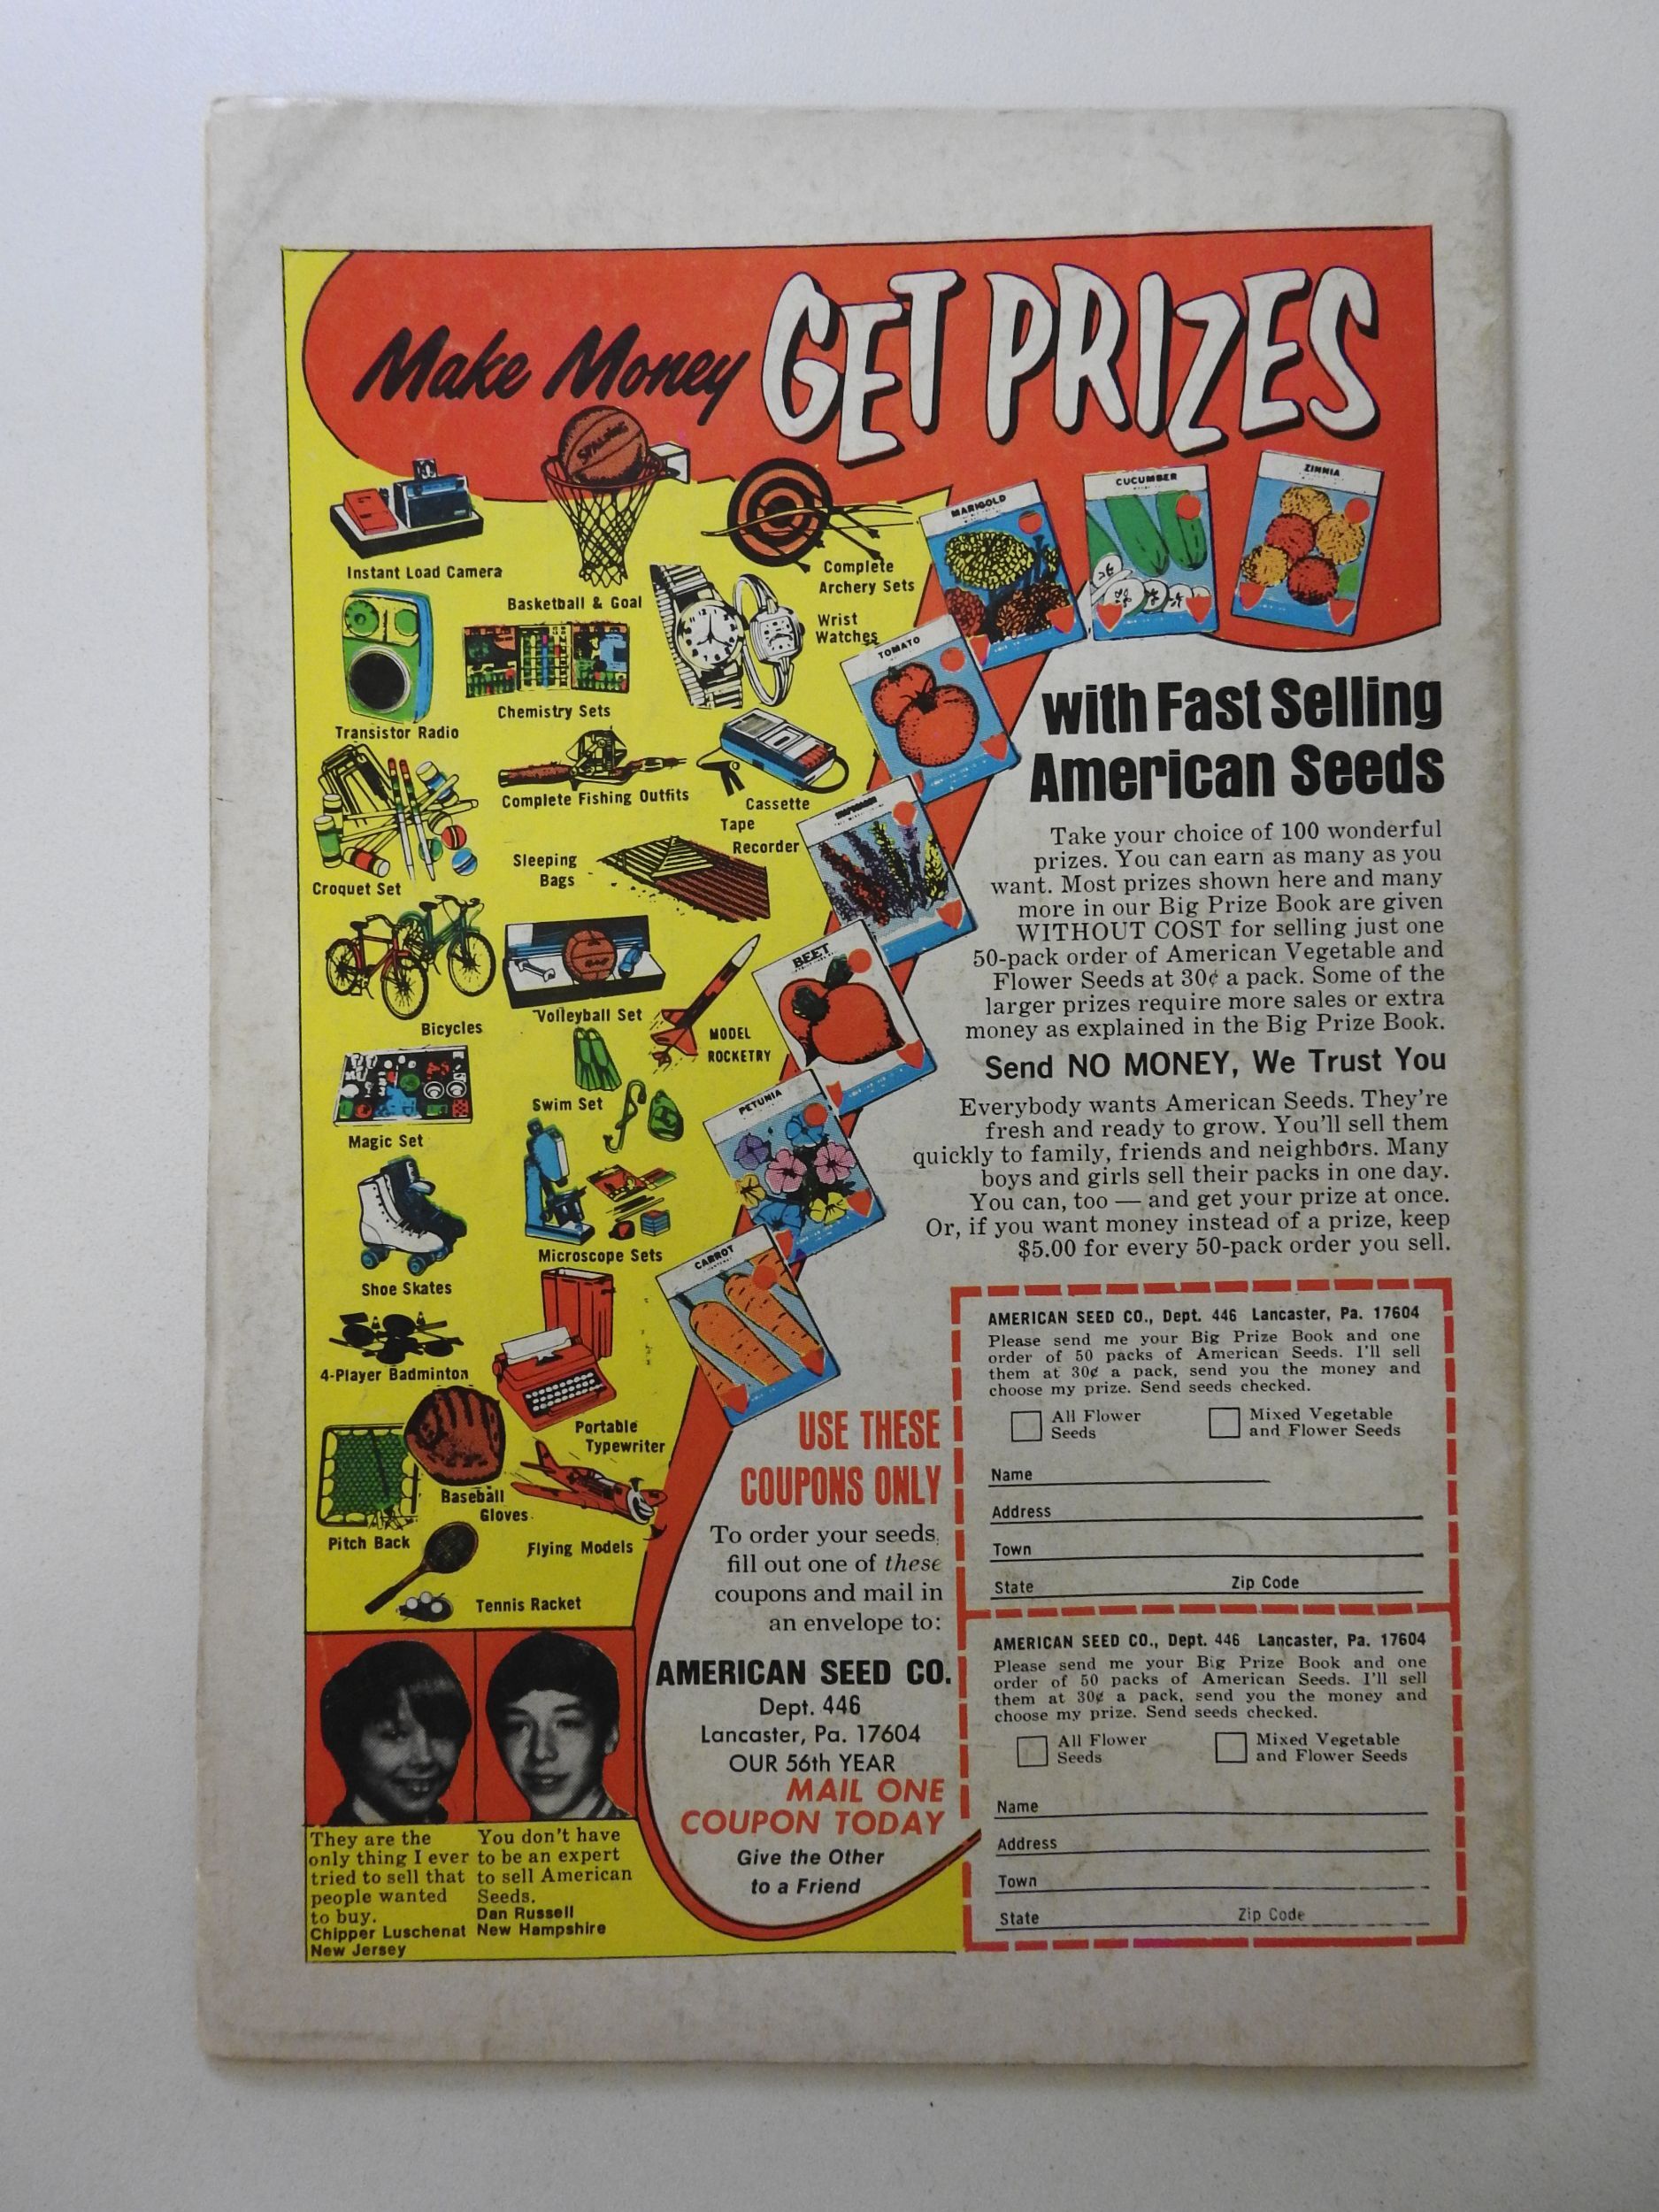 Make Money GET PRIZES
SPALDING
Instant Load Camera
Basketball & Goal
Complete
Archery Sets
Wrist
Watches
Transistor Radio
Chemistry Sets
Complete Fishing Outfits
Cassette
Tape
Recorder
Croquet Set
Sleeping
Bags
Bicycles
Volleyball Set
MODEL
ROCKETRY
Swim Set
Magic Set
Microscope Sets
Shoe Skates
4-Player Badminton
Portable
Typewriter
Baseball
Gloves
Pitch Back
Flying Models
Tennis Racket
MARIGOLD
CUCUMBER
ZINNIA
TOMATO
BEET
PETUNIA
CARROT
with Fast Selling
American Seeds
Take your choice of 100 wonderful
prizes. You can earn as many as you
want. Most prizes shown here and many
more in our Big Prize Book are given
WITHOUT COST for selling just one
50-pack order of American Vegetable and
Flower Seeds at 30¢ a pack. Some of the
larger prizes require more sales or extra
money as explained in the Big Prize Book.
Send NO MONEY, We Trust You
Everybody wants American Seeds. They're
fresh and ready to grow. You'll sell them
quickly to family, friends and neighbors. Many
boys and girls sell their packs in one day.
You can, too — and get your prize at once.
Or, if you want money instead of a prize, keep
$5.00 for every 50-pack order you sell.
USE THESE
COUPONS ONLY
To order your seeds,
fill out one of these
coupons and mail in
an envelope to:
AMERICAN SEED CO.
Dept. 446
Lancaster, Pa. 17604
OUR 56th YEAR
MAIL ONE
COUPON TODAY
Give the Other
to a Friend
AMERICAN SEED CO., Dept. 446 Lancaster, Pa. 17604
Please send me your Big Prize Book and one
order of 50 packs of American Seeds. I'll sell
them at 30¢ a pack, send you the money and
choose my prize. Send seeds checked.
All Flower
Seeds
Mixed Vegetable
and Flower Seeds
Name
Address
Town
State Zip Code
AMERICAN SEED CO., Dept. 446 Lancaster, Pa. 17604
Please send me your Big Prize Book and one
order of 50 packs of American Seeds. I'll sell
them at 30¢ a pack, send you the money and
choose my prize. Send seeds checked.
All Flower
Seeds
Mixed Vegetable
and Flower Seeds
Name
Address
Town
State Zip Code
They are the
only thing I ever
tried to sell that
people wanted
to buy.
Chipper Luschenat
New Jersey
You don't have
to be an expert
to sell American
Seeds.
Dan Russell
New Hampshire